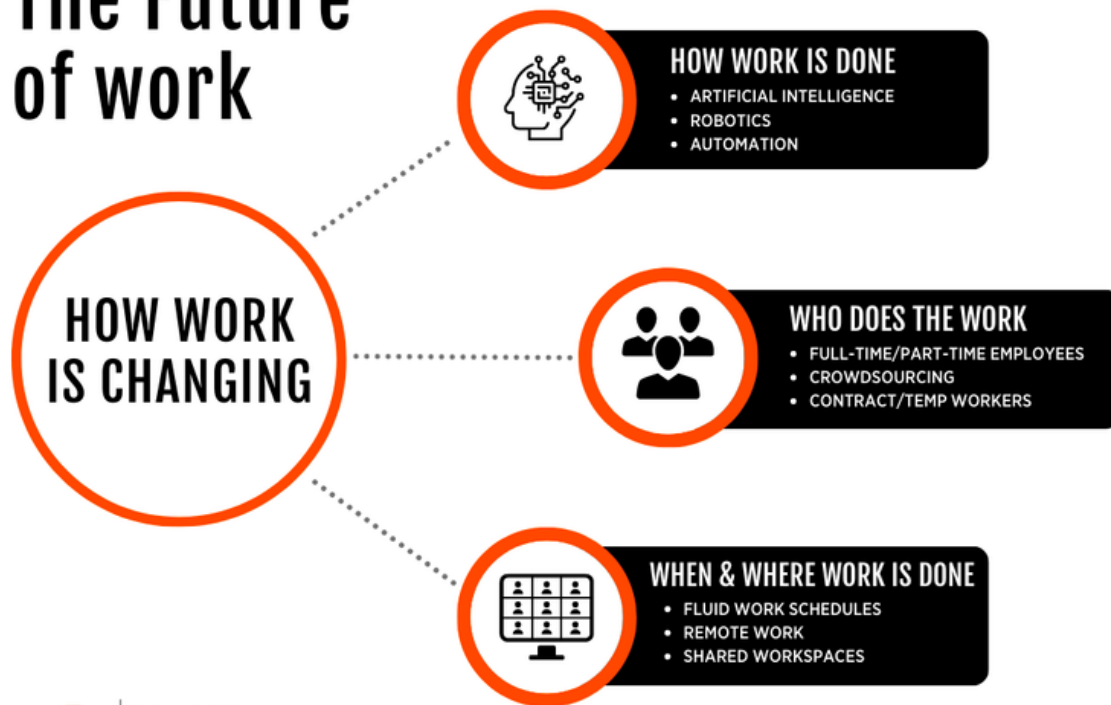 The Future
of work
HOW WORK
IS CHANGING
HOW WORK IS DONE
• ARTIFICIAL INTELLIGENCE
• ROBOTICS
• AUTOMATION
WHO DOES THE WORK
• FULL-TIME/PART-TIME EMPLOYEES
• CROWDSOURCING
• CONTRACT/TEMP WORKERS
WHEN & WHERE WORK IS DONE
• FLUID WORK SCHEDULES
• REMOTE WORK
• SHARED WORKSPACES